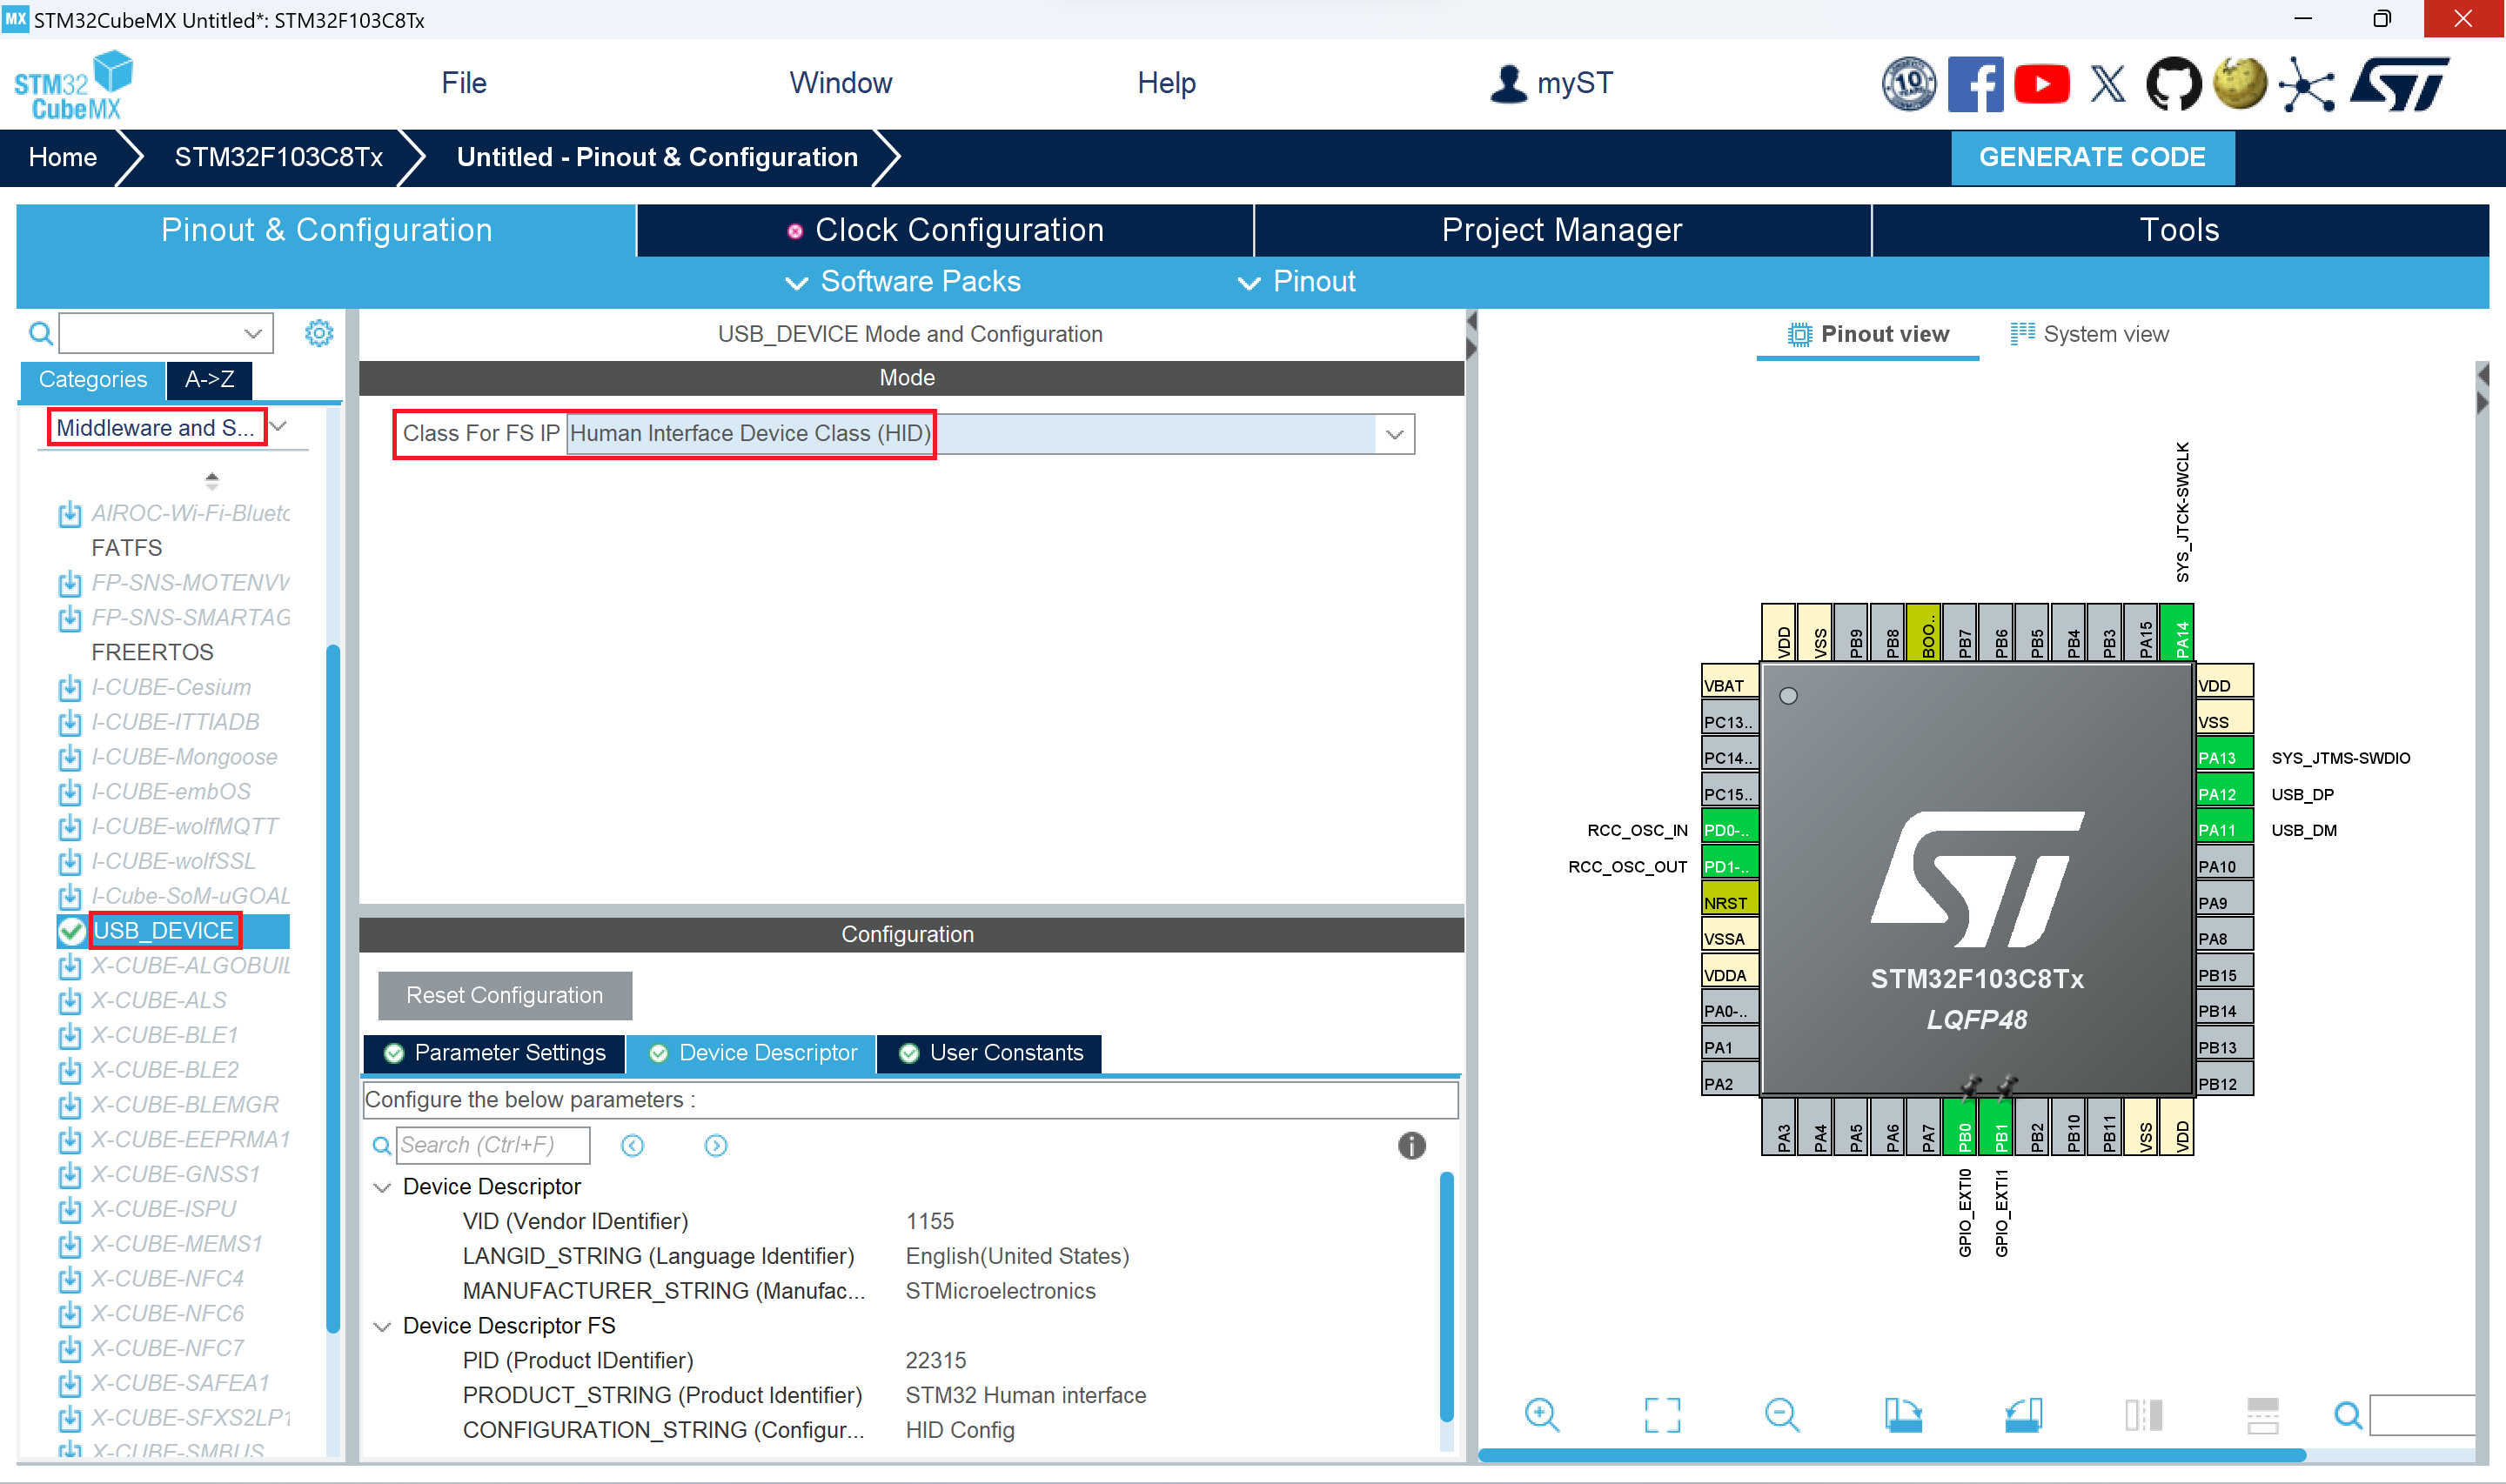 MX STM32CubeMX Untitled*: STM32F103C8Tx
STM32
CubeMX
File
Window
Help
myST
10
Home
STM32F103C8Tx
Untitled - Pinout & Configuration
GENERATE CODE
Pinout & Configuration
Clock Configuration
Project Manager
Tools
Software Packs
Pinout
Categories
A->Z
Middleware and S...
AIROC-Wi-Fi-Bluetc
FATFS
FP-SNS-MOTENVV
FP-SNS-SMARTAG
FREERTOS
I-CUBE-Cesium
I-CUBE-ITTIADB
I-CUBE-Mongoose
I-CUBE-embOS
I-CUBE-wolfMQTT
I-CUBE-wolfSSL
I-Cube-SoM-uGOAL
USB_DEVICE
X-CUBE-ALGOBUIL
X-CUBE-ALS
X-CUBE-BLE1
X-CUBE-BLE2
X-CUBE-BLEMGR
X-CUBE-EEPRMA1
X-CUBE-GNSS1
X-CUBE-ISPU
X-CUBE-MEMS1
X-CUBE-NFC4
X-CUBE-NFC6
X-CUBE-NFC7
X-CUBE-SAFEA1
X-CUBE-SFXS2LP1
X-CUBE-SMBUS
USB_DEVICE Mode and Configuration
Mode
Class For FS IP Human Interface Device Class (HID)
Configuration
Reset Configuration
Parameter Settings
Device Descriptor
User Constants
Configure the below parameters :
Search (Ctrl+F)
Device Descriptor
VID (Vendor IDentifier) 1155
LANGID_STRING (Language Identifier) English(United States)
MANUFACTURER_STRING (Manufac... STMicroelectronics
Device Descriptor FS
PID (Product IDentifier) 22315
PRODUCT_STRING (Product Identifier) STM32 Human interface
CONFIGURATION_STRING (Configur... HID Config
Pinout view
System view
SYS_JTCK-SWCLK
VDD
VSS
PB9
PB8
BOO..
PB7
PB6
PB5
PB4
PB3
PA15
PA14
VBAT
PC13..
PC14..
PC15..
RCC_OSC_IN PD0-..
RCC_OSC_OUT PD1-..
NRST
VSSA
VDDA
PA0-..
PA1
PA2
VDD
VSS
PA13 SYS_JTMS-SWDIO
PA12 USB_DP
PA11 USB_DM
PA10
PA9
PA8
PB15
PB14
PB13
PB12
ST
STM32F103C8Tx
LQFP48
PA3
PA4
PA5
PA6
PA7
PB0
PB1
PB2
PB10
PB11
VSS
VDD
GPIO_EXTI0
GPIO_EXTI1